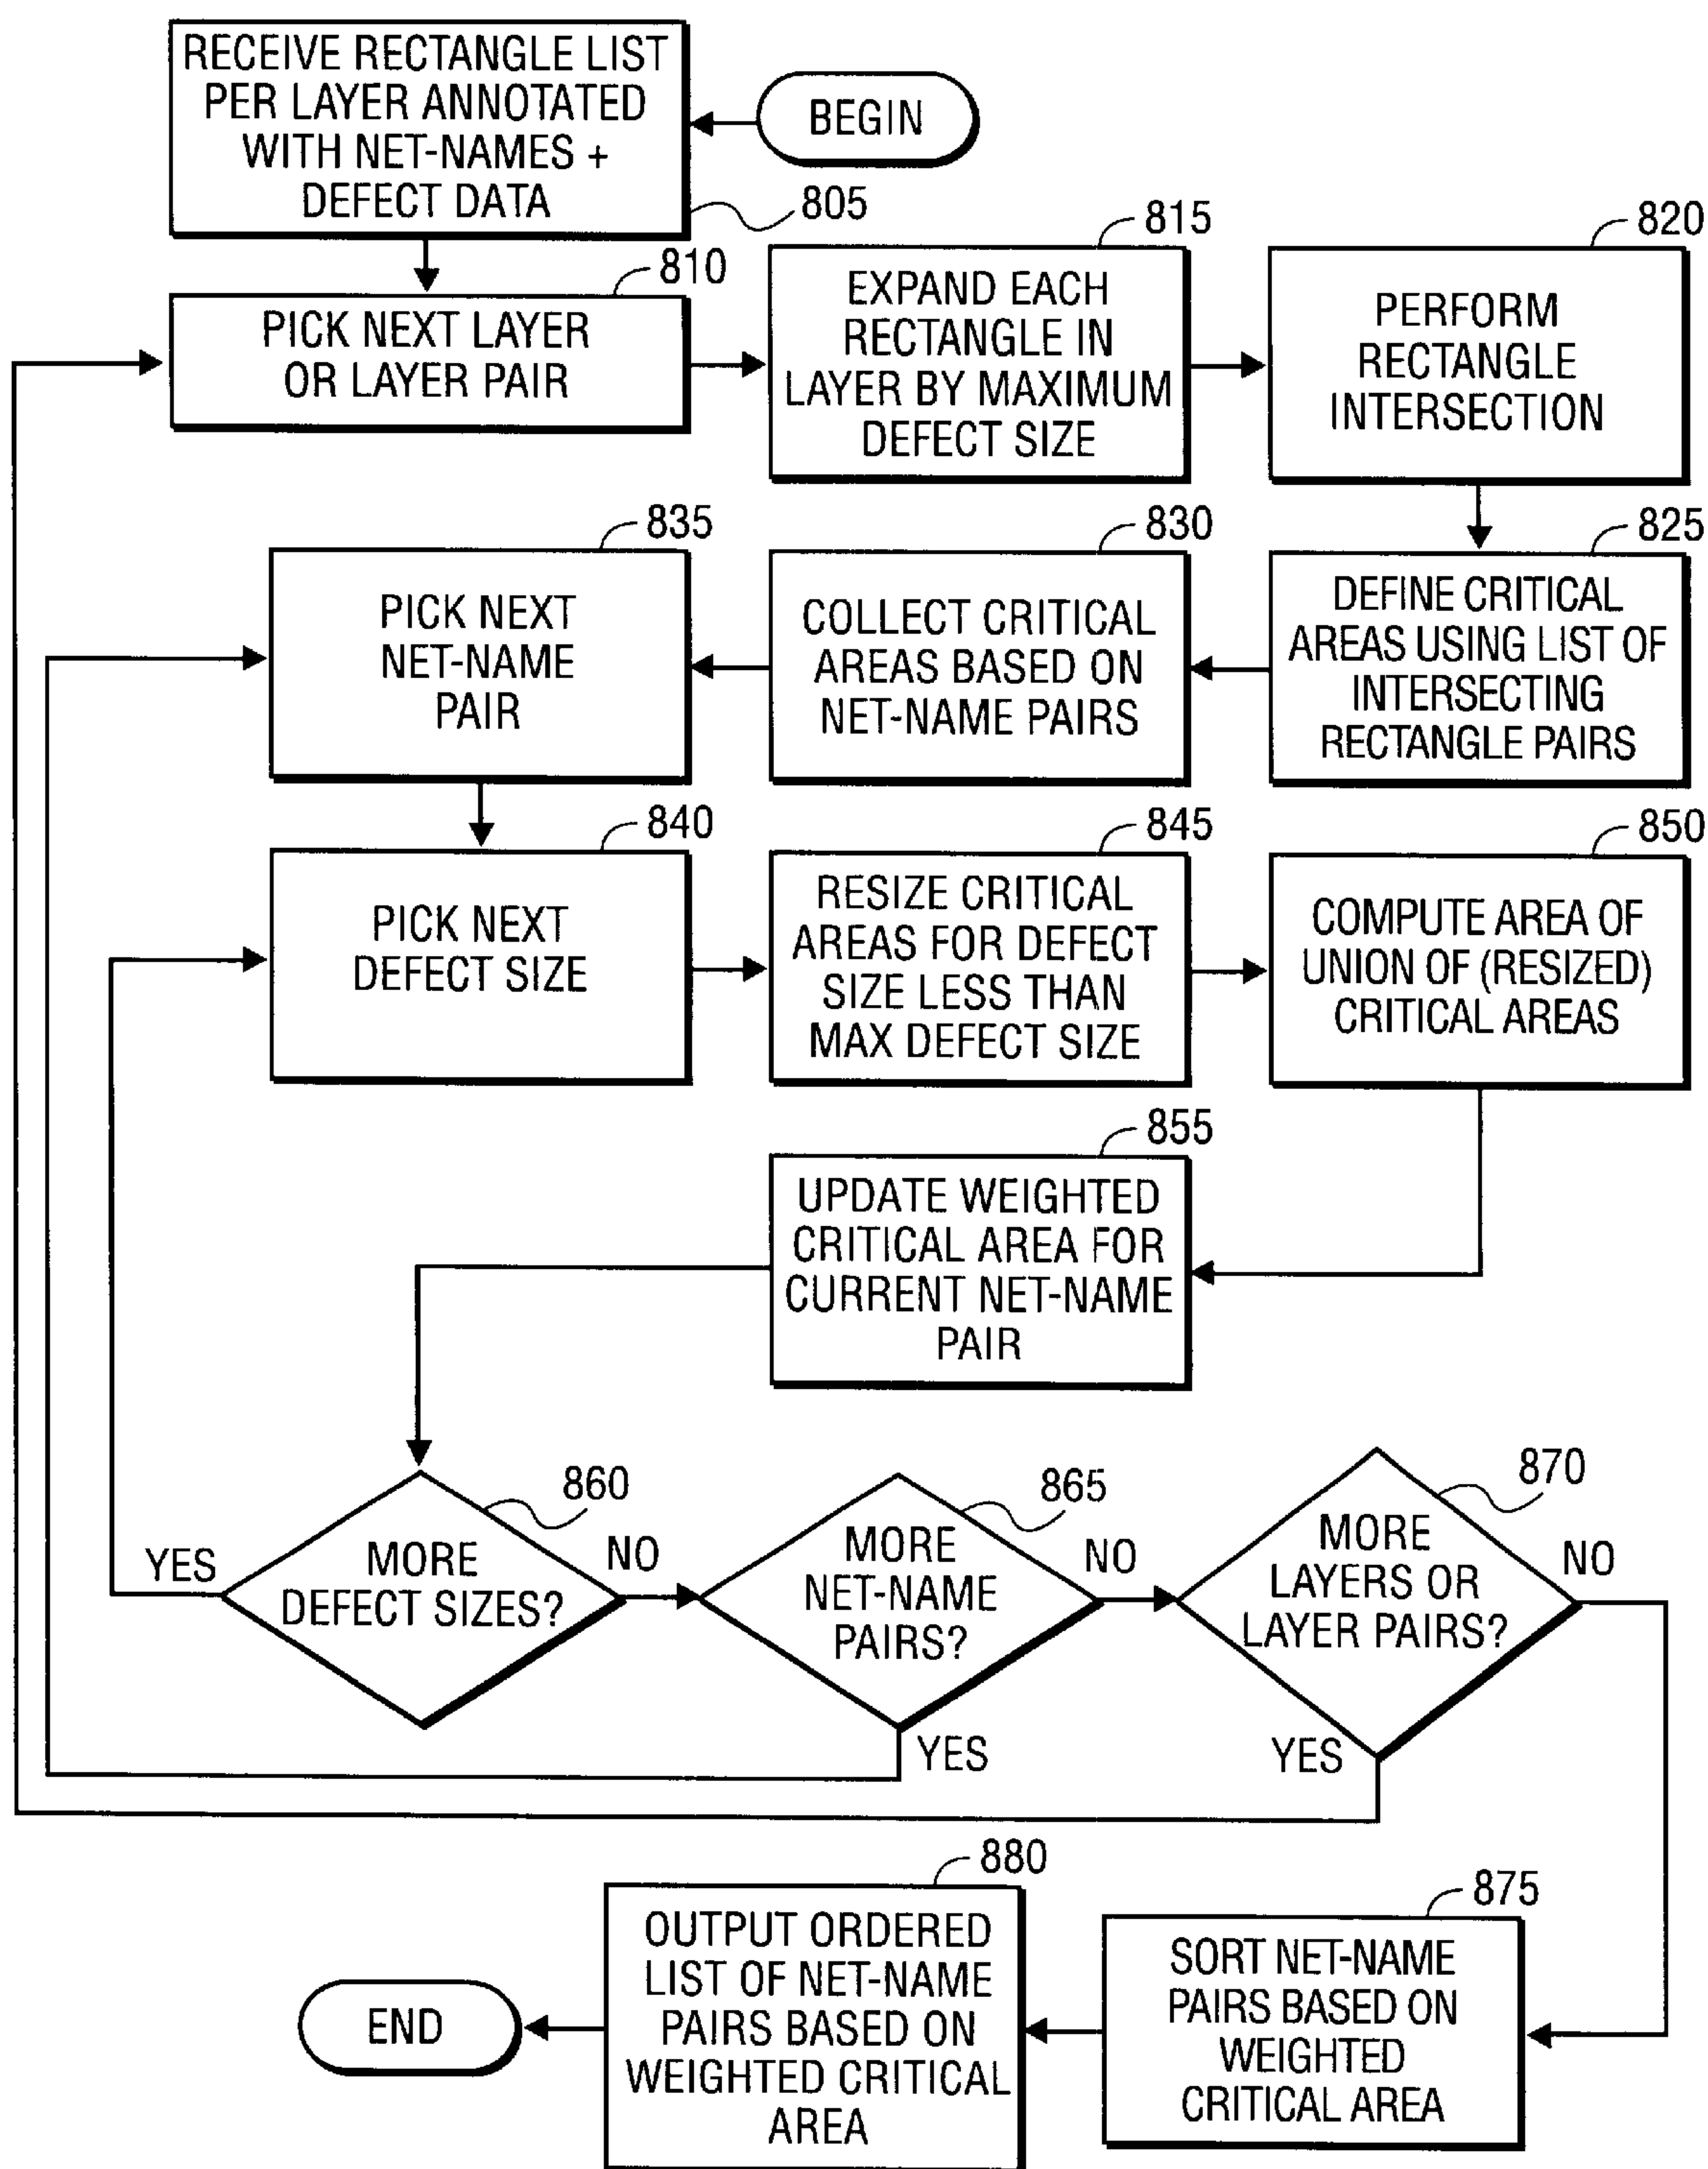 RECEIVE RECTANGLE LIST
PER LAYER ANNOTATED
WITH NET-NAMES +
DEFECT DATA
BEGIN
805
810
PICK NEXT LAYER
OR LAYER PAIR
815
EXPAND EACH
RECTANGLE IN
LAYER BY MAXIMUM
DEFECT SIZE
820
PERFORM
RECTANGLE
INTERSECTION
825
DEFINE CRITICAL
AREAS USING LIST OF
INTERSECTING
RECTANGLE PAIRS
830
COLLECT CRITICAL
AREAS BASED ON
NET-NAME PAIRS
835
PICK NEXT
NET-NAME
PAIR
840
PICK NEXT
DEFECT SIZE
845
RESIZE CRITICAL
AREAS FOR DEFECT
SIZE LESS THAN
MAX DEFECT SIZE
850
COMPUTE AREA OF
UNION OF (RESIZED)
CRITICAL AREAS
855
UPDATE WEIGHTED
CRITICAL AREA FOR
CURRENT NET-NAME
PAIR
860
MORE
DEFECT SIZES?
YES
NO
865
MORE
NET-NAME
PAIRS?
NO
YES
870
MORE
LAYERS OR
LAYER PAIRS?
NO
YES
875
SORT NET-NAME
PAIRS BASED ON
WEIGHTED
CRITICAL AREA
880
OUTPUT ORDERED
LIST OF NET-NAME
PAIRS BASED ON
WEIGHTED CRITICAL
AREA
END